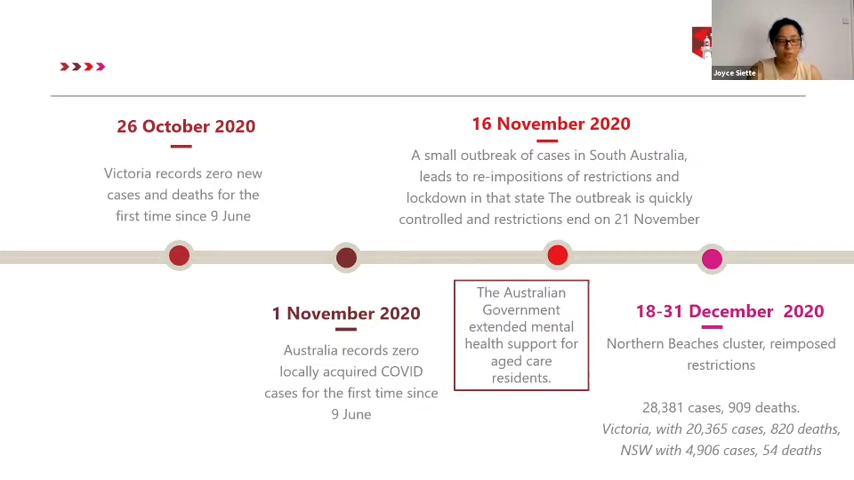 Joyce Siette
26 October 2020
Victoria records zero new
cases and deaths for the
first time since 9 June
16 November 2020
A small outbreak of cases in South Australia,
leads to re-impositions of restrictions and
lockdown in that state The outbreak is quickly
controlled and restrictions end on 21 November
1 November 2020
Australia records zero
locally acquired COVID
cases for the first time since
9 June
The Australian
Government
extended mental
health support for
aged care
residents.
18-31 December 2020
Northern Beaches cluster, reimposed
restrictions
28,381 cases, 909 deaths.
Victoria, with 20,365 cases, 820 deaths,
NSW with 4,906 cases, 54 deaths